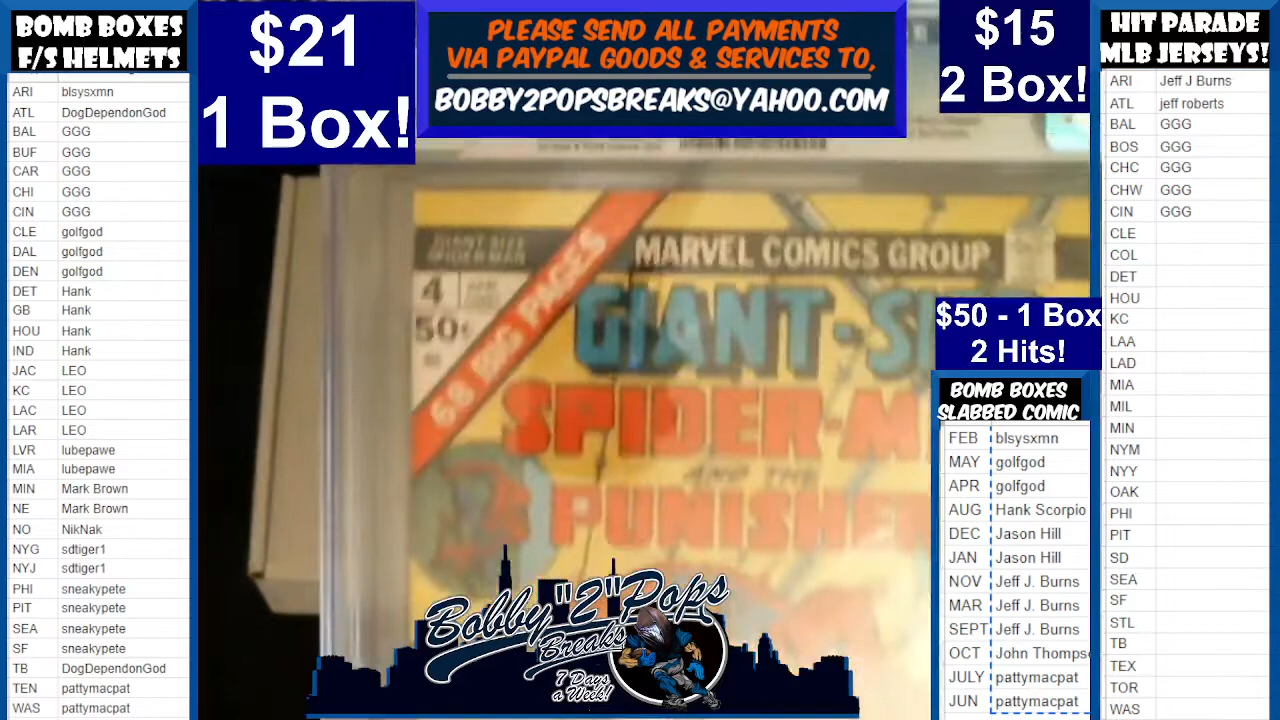 BOMB BOXES
F/S HELMETS
ARI blsysxmn
ATL DogDependonGod
BAL GGG
BUF GGG
CAR GGG
CHI GGG
CIN GGG
CLE golfgod
DAL golfgod
DEN golfgod
DET Hank
GB Hank
HOU Hank
IND Hank
JAC LEO
KC LEO
LAC LEO
LAR LEO
LVR lubepawe
MIA lubepawe
MIN Mark Brown
NE Mark Brown
NO NikNak
NYG sdtiger1
NYJ sdtiger1
PHI sneakypete
PIT sneakypete
SEA sneakypete
SF sneakypete
TB DogDependonGod
TEN pattymacpat
WAS pattymacpat
$21
1 Box!
PLEASE SEND ALL PAYMENTS
VIA PAYPAL GOODS & SERVICES TO,
BOBBY2POPSBREAKS@YAHOO.COM
GIANT-SIZE
SPIDER-MAN
MARVEL COMICS GROUP
4
50¢
68 BIG PAGES
GIANT-SI
SPIDER-M
AND THE
PUNISHER
Bobby "2" Pops
Breaks
7 Days
a Week!
$15
2 Box!
$50 - 1 Box
2 Hits!
BOMB BOXES
SLABBED COMIC
FEB blsysxmn
MAY golfgod
APR golfgod
AUG Hank Scorpio
DEC Jason Hill
JAN Jason Hill
NOV Jeff J. Burns
MAR Jeff J. Burns
SEPT Jeff J. Burns
OCT John Thomps
JULY pattymacpat
JUN pattymacpat
HIT PARADE
MLB JERSEYS!
ARI Jeff J Burns
ATL jeff roberts
BAL GGG
BOS GGG
CHC GGG
CHW GGG
CIN GGG
CLE
COL
DET
HOU
KC
LAA
LAD
MIA
MIL
MIN
NYM
NYY
OAK
PHI
PIT
SD
SEA
SF
STL
TB
TEX
TOR
WAS